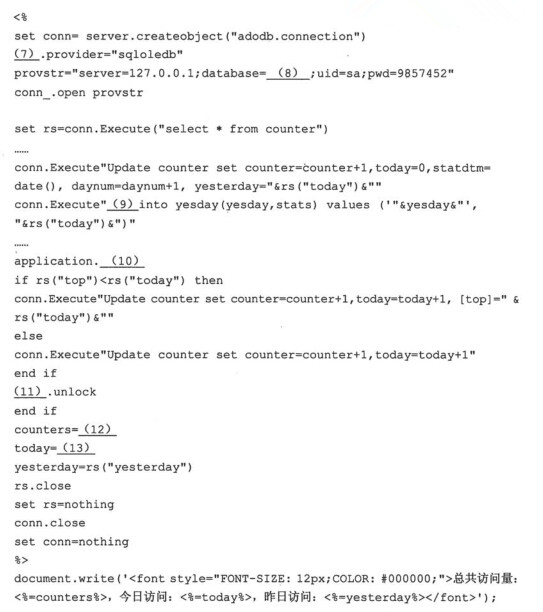 <%
set conn= server.createobject("adodb.connection")
(7) .provider="sqloledb"
provstr="server=127.0.0.1;database= (8) ;uid=sa;pwd=9857452"
conn_.open provstr
set rs=conn.Execute("select * from counter")
……
conn.Execute"Update counter set counter=counter+1,today=0,statdtm=
date(), daynum=daynum+1, yesterday="&rs("today")&""
conn.Execute" (9) into yesday(yesday,stats) values ('"&yesday&"',
"&rs("today")&")"
……
application. (10)
if rs("top")<rs("today") then
conn.Execute"Update counter set counter=counter+1,today=today+1, [top]=" &
rs("today")&""
else
conn.Execute"Update counter set counter=counter+1,today=today+1"
end if
(11) .unlock
end if
counters= (12)
today= (13)
yesterday=rs("yesterday")
rs.close
set rs=nothing
conn.close
set conn=nothing
%>
document.write('<font style="FONT-SIZE: 12px;COLOR: #000000;">总共访问量:
<%=counters%>, 今日访问: <%=today%>, 昨日访问: <%=yesterday%></font>');